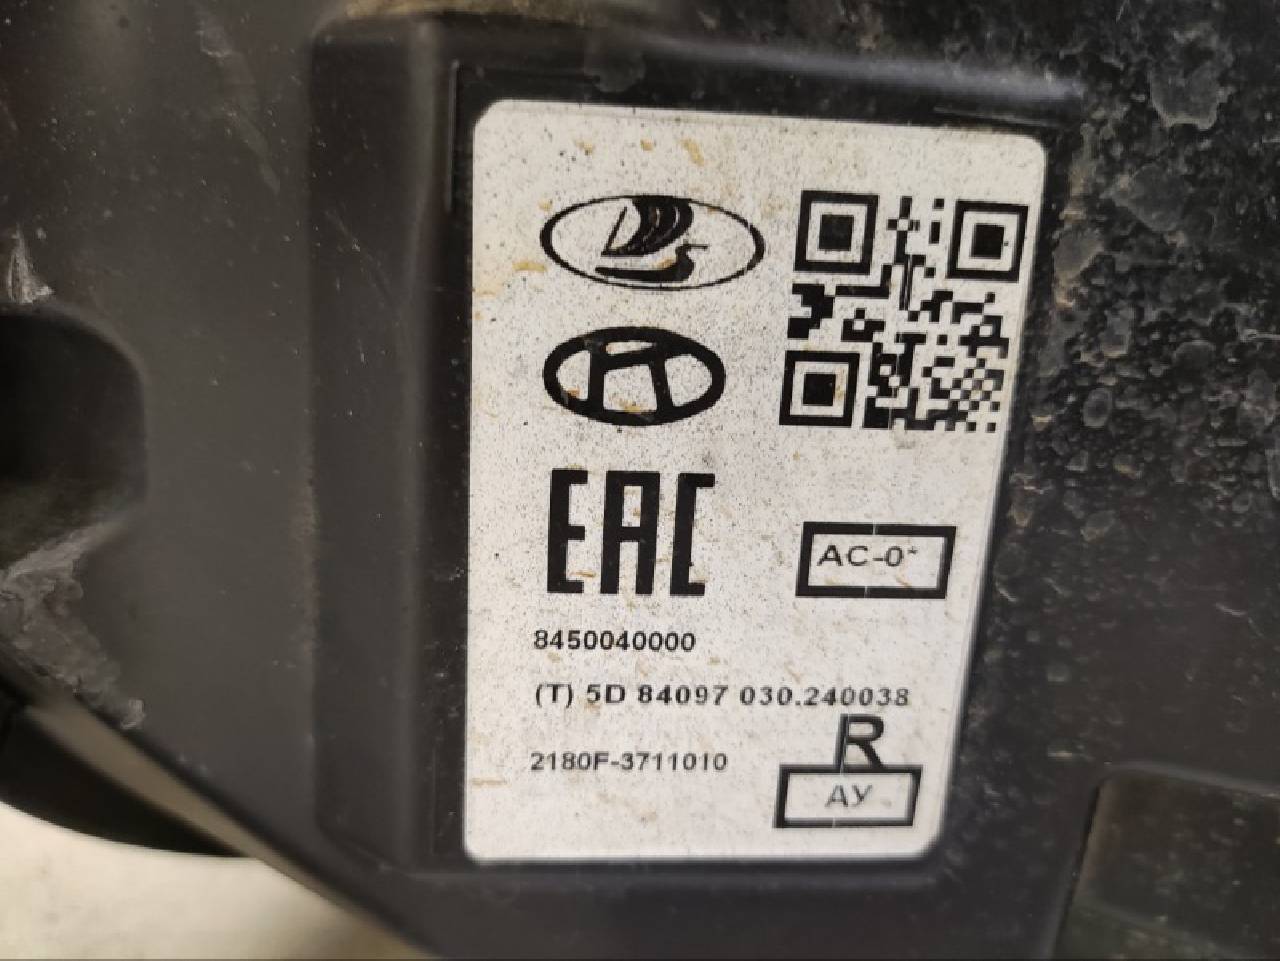 EAC
AC-0*
8450040000
(T) 5D 84097 030.240038
2180F-3711010
R
АУ